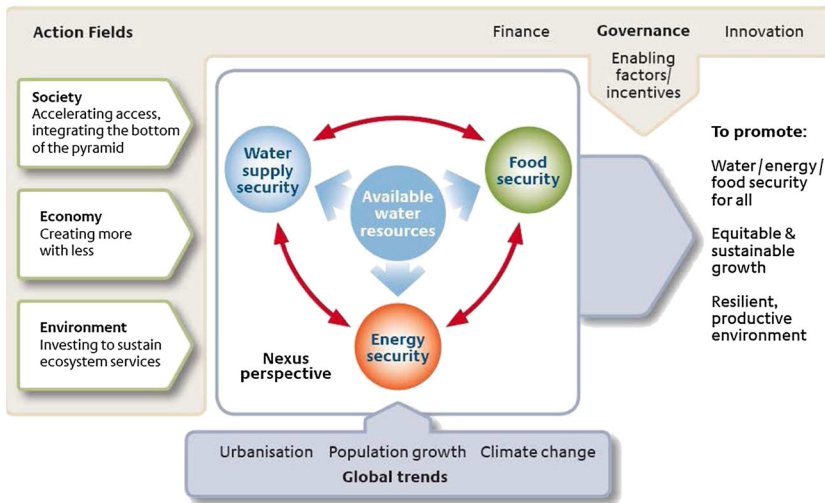 Action Fields
Finance
Governance
Innovation
Enabling
factors/
incentives
Society
Accelerating access,
integrating the bottom
of the pyramid
Economy
Creating more
with less
Environment
Investing to sustain
ecosystem services
Water
supply
security
Food
security
Available
water
resources
Energy
security
Nexus
perspective
To promote:
Water/energy/
food security
for all
Equitable &
sustainable
growth
Resilient,
productive
environment
Urbanisation Population growth Climate change
Global trends